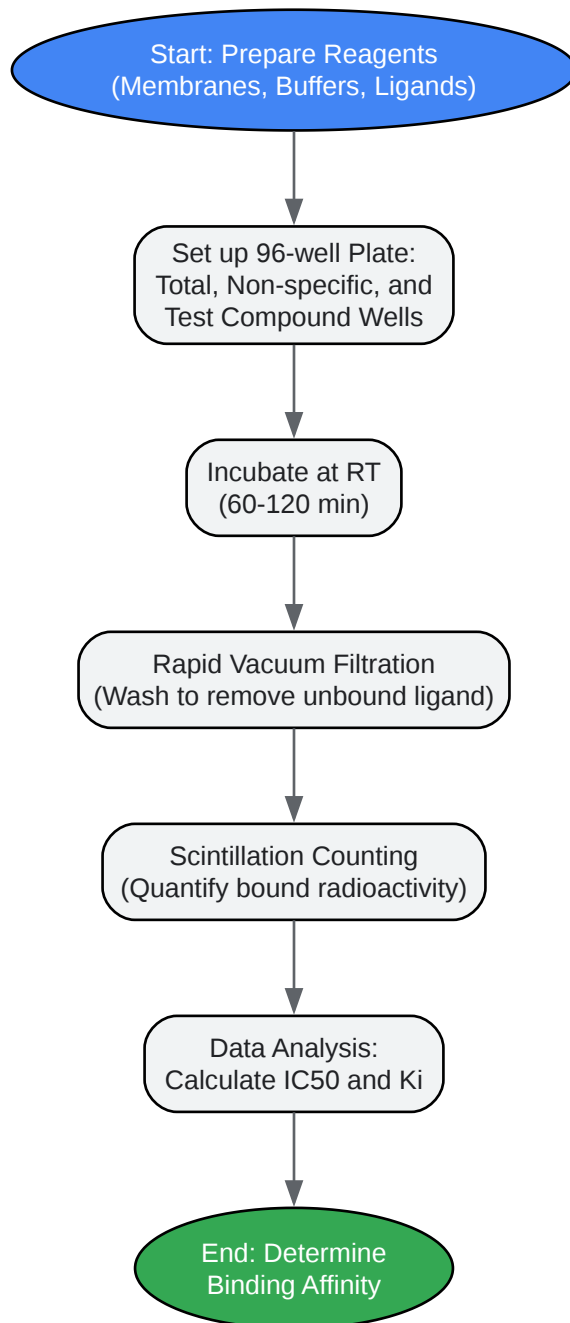 Start: Prepare Reagents
(Membranes, Buffers, Ligands)
Set up 96-well Plate:
Total, Non-specific, and
Test Compound Wells
Incubate at RT
(60-120 min)
Rapid Vacuum Filtration
(Wash to remove unbound ligand)
Scintillation Counting
(Quantify bound radioactivity)
Data Analysis:
Calculate IC50 and Ki
End: Determine
Binding Affinity